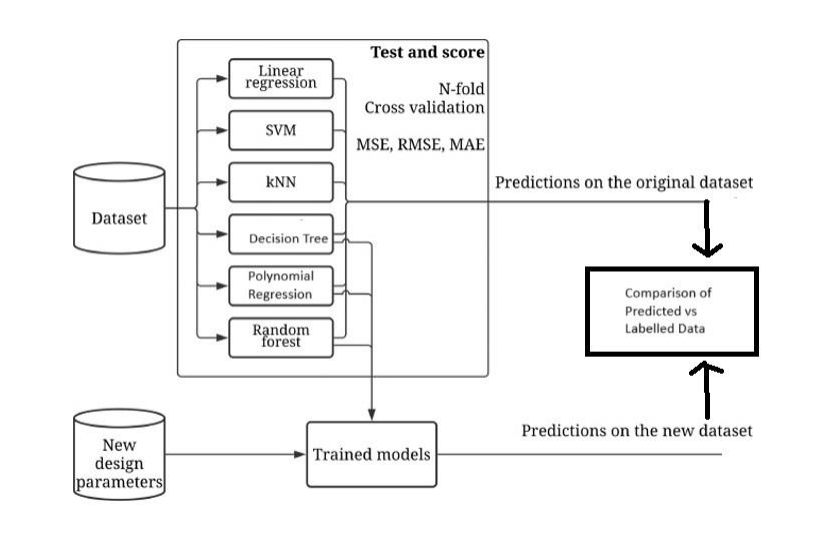 Test and score
N-fold
Cross validation
MSE, RMSE, MAE
Linear
regression
SVM
kNN
Decision Tree
Polynomial
Regression
Random
forest
Dataset
Predictions on the original dataset
Comparison of
Predicted vs
Labelled Data
Predictions on the new dataset
New
design
parameters
Trained models